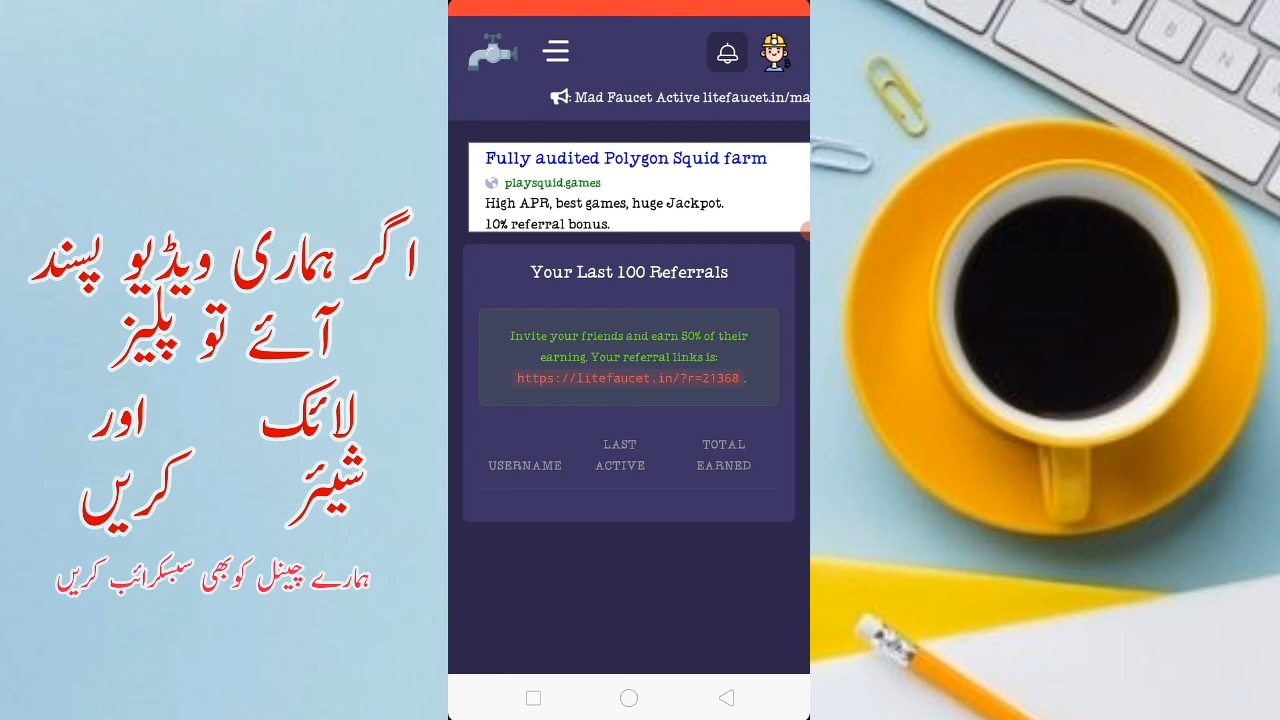 اگر ہماری ویڈیو پسند
آئے تو پلیز
لائک اور
شیئر کریں
ہمارے چینل کو بھی سبسکرائب کریں
: Mad Faucet Active litefaucet.in/ma
Fully audited Polygon Squid farm
playsquid.games
High APR, best games, huge Jackpot.
10% referral bonus.
Your Last 100 Referrals
Invite your friends and earn 50% of their
earning. Your referral links is:
https://litefaucet.in/?r=21368.
USERNAME LAST ACTIVE TOTAL EARNED